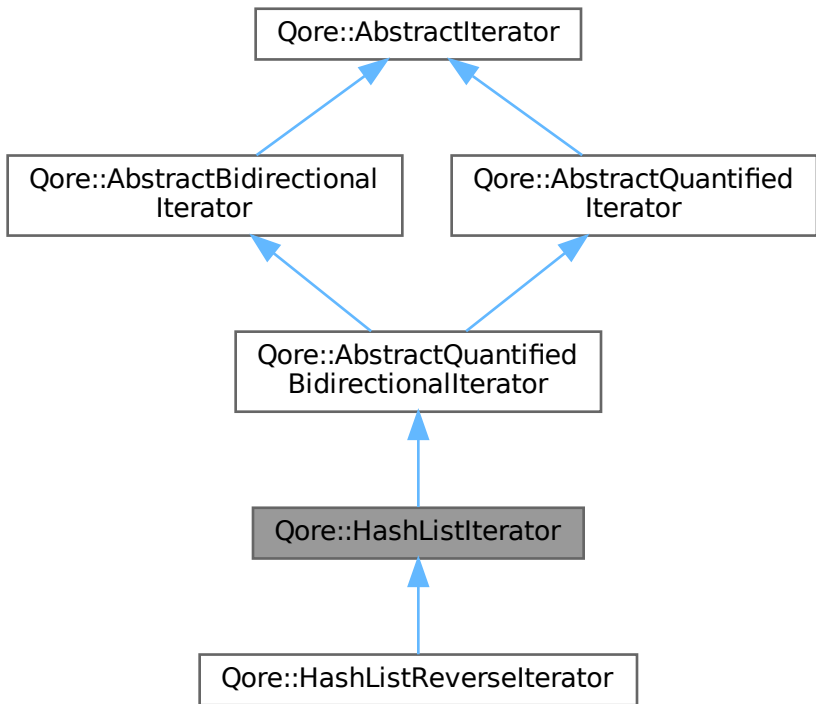 Qore::AbstractIterator
Qore::AbstractBidirectional
Iterator
Qore::AbstractQuantified
Iterator
Qore::AbstractQuantified
BidirectionalIterator
Qore::HashListIterator
Qore::HashListReverseIterator